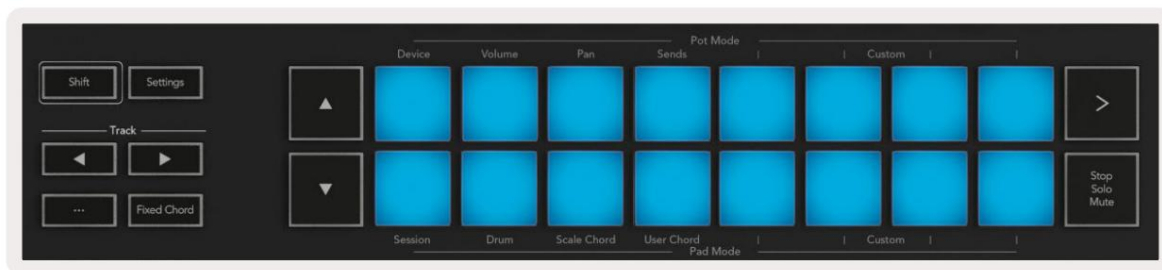 Pot Mode
Device Volume Pan Sends Custom
Shift Settings
Track
... Fixed Chord
Stop
Solo
Mute
Session Drum Scale Chord User Chord Custom
Pad Mode